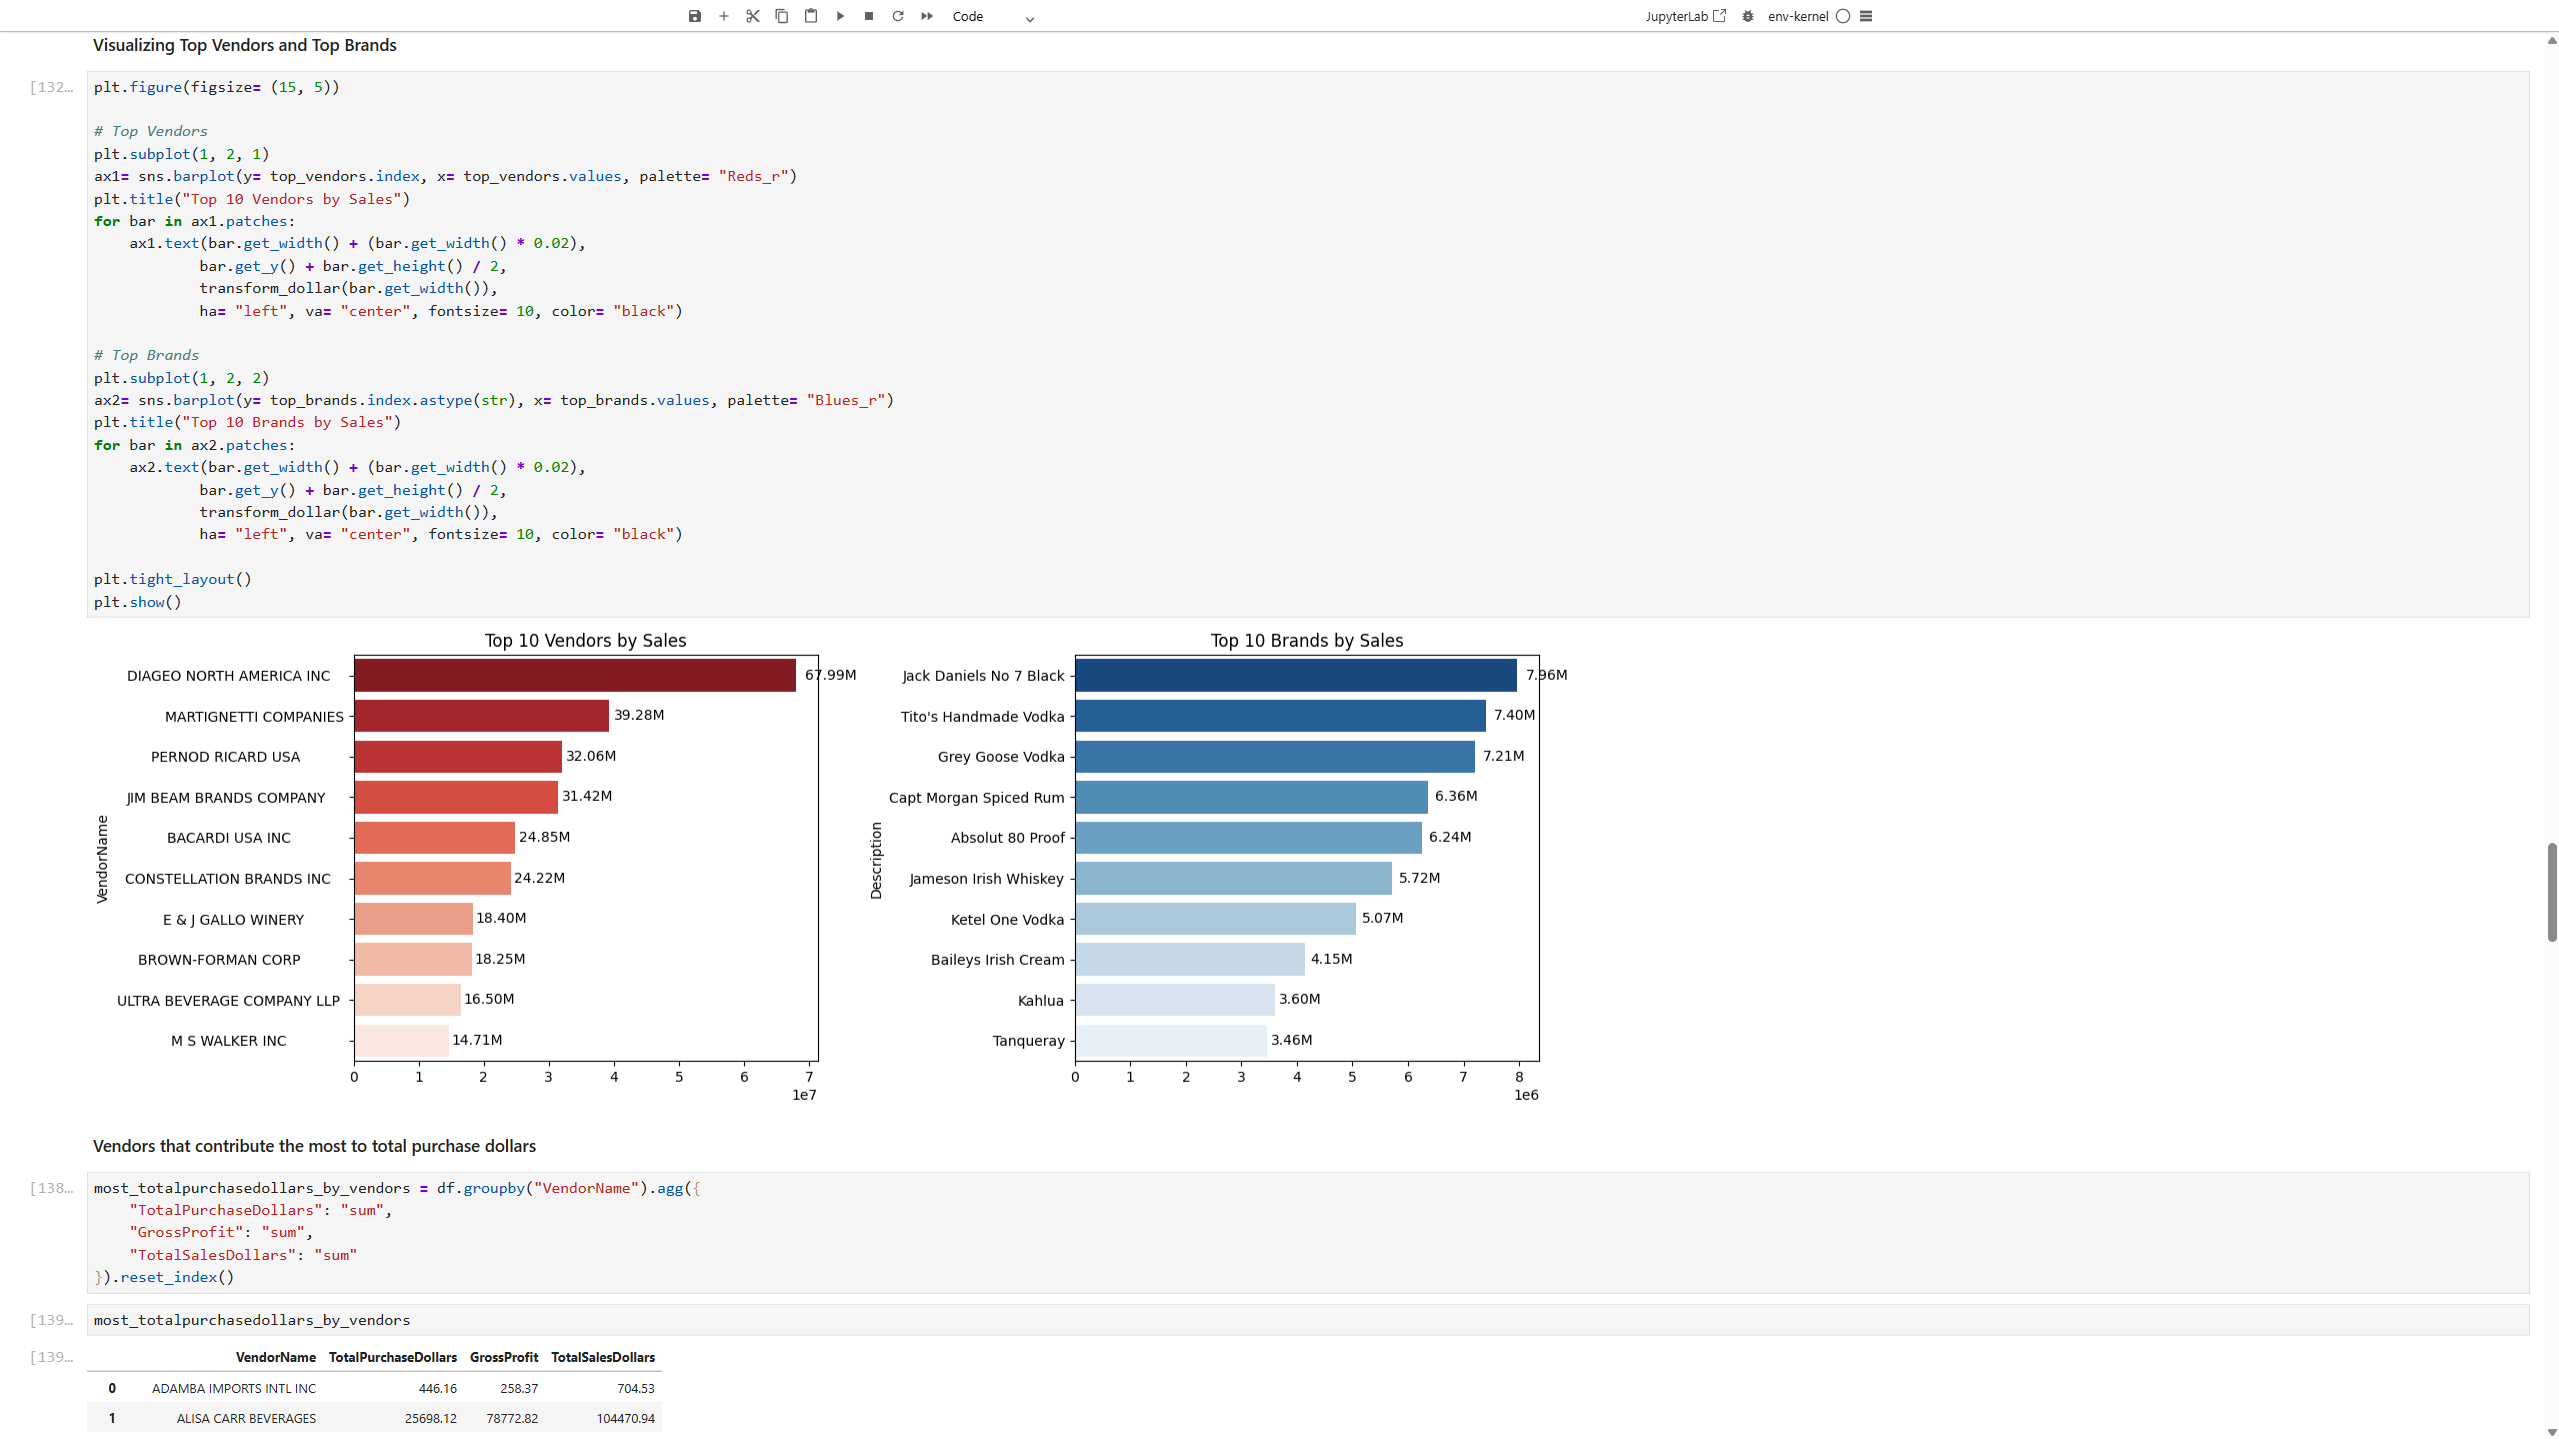 Code
JupyterLab
env-kernel
Visualizing Top Vendors and Top Brands
[132…
plt.figure(figsize= (15, 5))
# Top Vendors
plt.subplot(1, 2, 1)
ax1= sns.barplot(y= top_vendors.index, x= top_vendors.values, palette= "Reds_r")
plt.title("Top 10 Vendors by Sales")
for bar in ax1.patches:
    ax1.text(bar.get_width() + (bar.get_width() * 0.02),
            bar.get_y() + bar.get_height() / 2,
            transform_dollar(bar.get_width()),
            ha= "left", va= "center", fontsize= 10, color= "black")
# Top Brands
plt.subplot(1, 2, 2)
ax2= sns.barplot(y= top_brands.index.astype(str), x= top_brands.values, palette= "Blues_r")
plt.title("Top 10 Brands by Sales")
for bar in ax2.patches:
    ax2.text(bar.get_width() + (bar.get_width() * 0.02),
            bar.get_y() + bar.get_height() / 2,
            transform_dollar(bar.get_width()),
            ha= "left", va= "center", fontsize= 10, color= "black")
plt.tight_layout()
plt.show()
Top 10 Vendors by Sales
VendorName
DIAGEO NORTH AMERICA INC 67.99M
MARTIGNETTI COMPANIES 39.28M
PERNOD RICARD USA 32.06M
JIM BEAM BRANDS COMPANY 31.42M
BACARDI USA INC 24.85M
CONSTELLATION BRANDS INC 24.22M
E & J GALLO WINERY 18.40M
BROWN-FORMAN CORP 18.25M
ULTRA BEVERAGE COMPANY LLP 16.50M
M S WALKER INC 14.71M
0 1 2 3 4 5 6 7
1e7
Top 10 Brands by Sales
Description
Jack Daniels No 7 Black 7.96M
Tito's Handmade Vodka 7.40M
Grey Goose Vodka 7.21M
Capt Morgan Spiced Rum 6.36M
Absolut 80 Proof 6.24M
Jameson Irish Whiskey 5.72M
Ketel One Vodka 5.07M
Baileys Irish Cream 4.15M
Kahlua 3.60M
Tanqueray 3.46M
0 1 2 3 4 5 6 7 8
1e6
Vendors that contribute the most to total purchase dollars
[138…
most_totalpurchasedollars_by_vendors = df.groupby("VendorName").agg({
    "TotalPurchaseDollars": "sum",
    "GrossProfit": "sum",
    "TotalSalesDollars": "sum"
}).reset_index()
[139…
most_totalpurchasedollars_by_vendors
[139…
VendorName TotalPurchaseDollars GrossProfit TotalSalesDollars
0 ADAMBA IMPORTS INTL INC 446.16 258.37 704.53
1 ALISA CARR BEVERAGES 25698.12 78772.82 104470.94